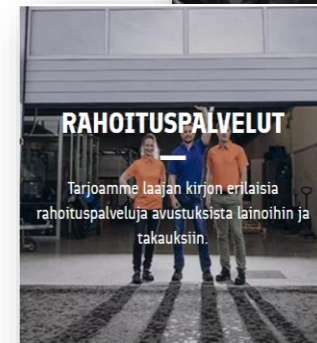 RAHOITUSPALVELUT
Tarjoamme laajan kirjon erilaisia
rahoituspalveluja avustuksista lainoihin ja
takauksiin.